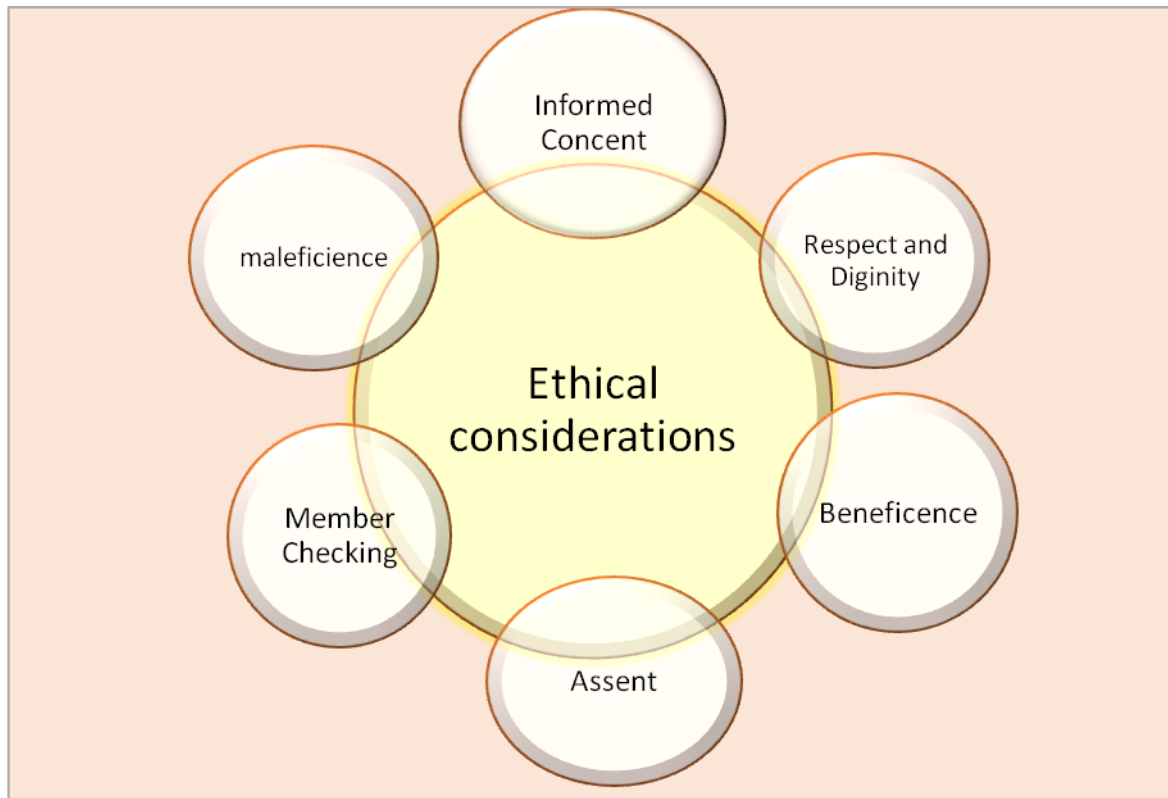 Informed
Concent
Respect and
Diginity
Beneficence
Assent
Member
Checking
maleficience
Ethical
considerations